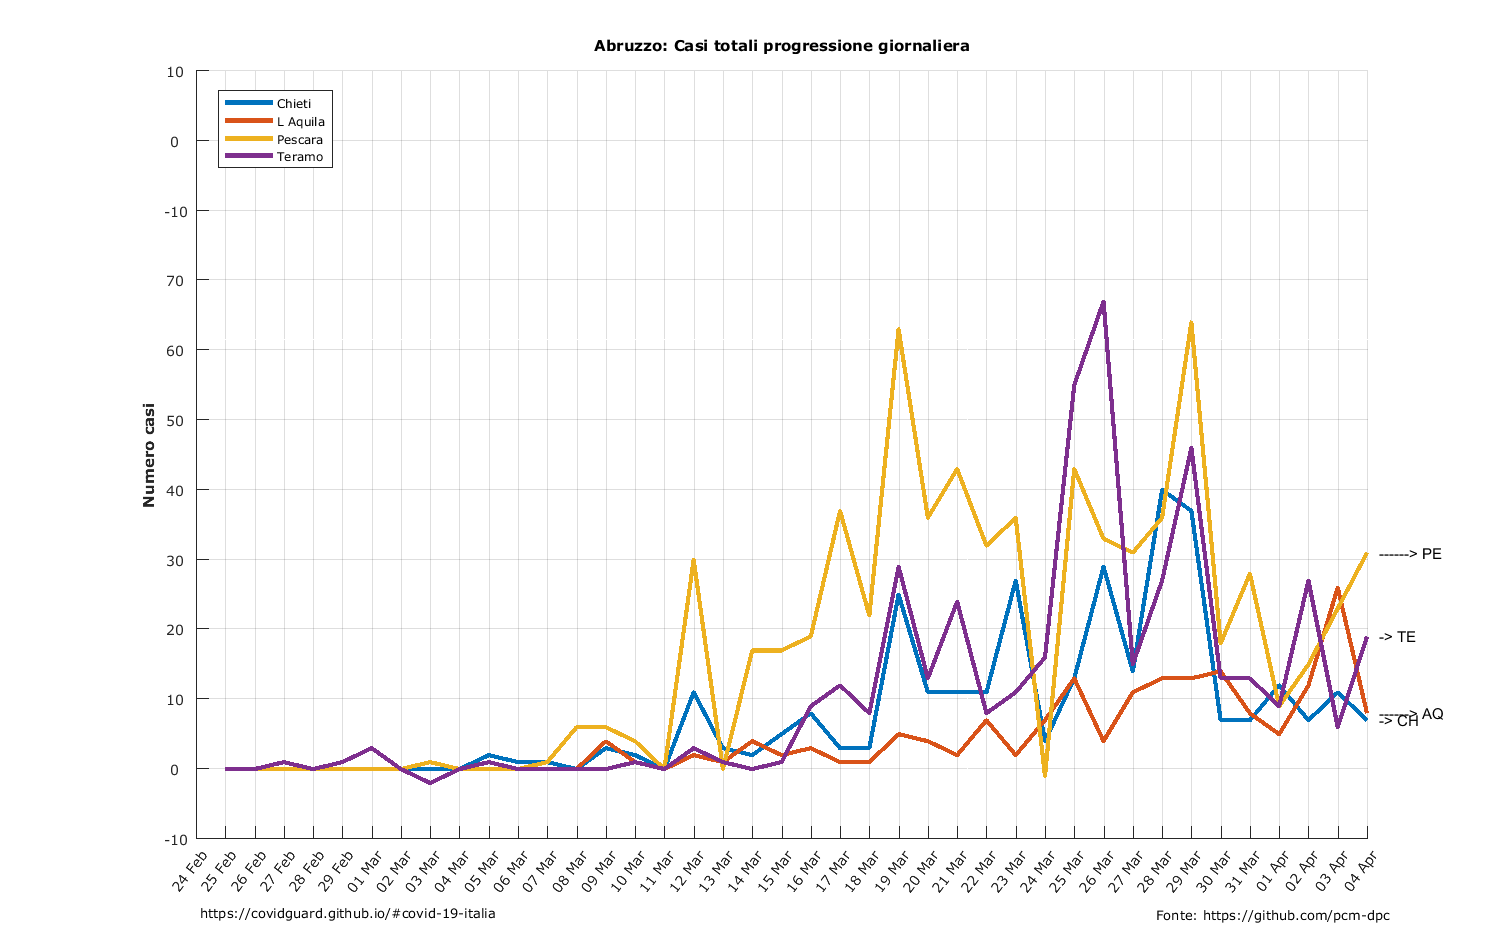 Abruzzo: Casi totali progressione giornaliera
10
0
-10
70
60
50
40
30
20
10
0
-10
Numero casi
Chieti
L Aquila
Pescara
Teramo
------> PE
-> TE
------> AQ
-> CH
24 Feb
25 Feb
26 Feb
27 Feb
28 Feb
29 Feb
01 Mar
02 Mar
03 Mar
04 Mar
05 Mar
06 Mar
07 Mar
08 Mar
09 Mar
10 Mar
11 Mar
12 Mar
13 Mar
14 Mar
15 Mar
16 Mar
17 Mar
18 Mar
19 Mar
20 Mar
21 Mar
22 Mar
23 Mar
24 Mar
25 Mar
26 Mar
27 Mar
28 Mar
29 Mar
30 Mar
31 Mar
01 Apr
02 Apr
03 Apr
04 Apr
https://covidguard.github.io/#covid-19-italia
Fonte: https://github.com/pcm-dpc